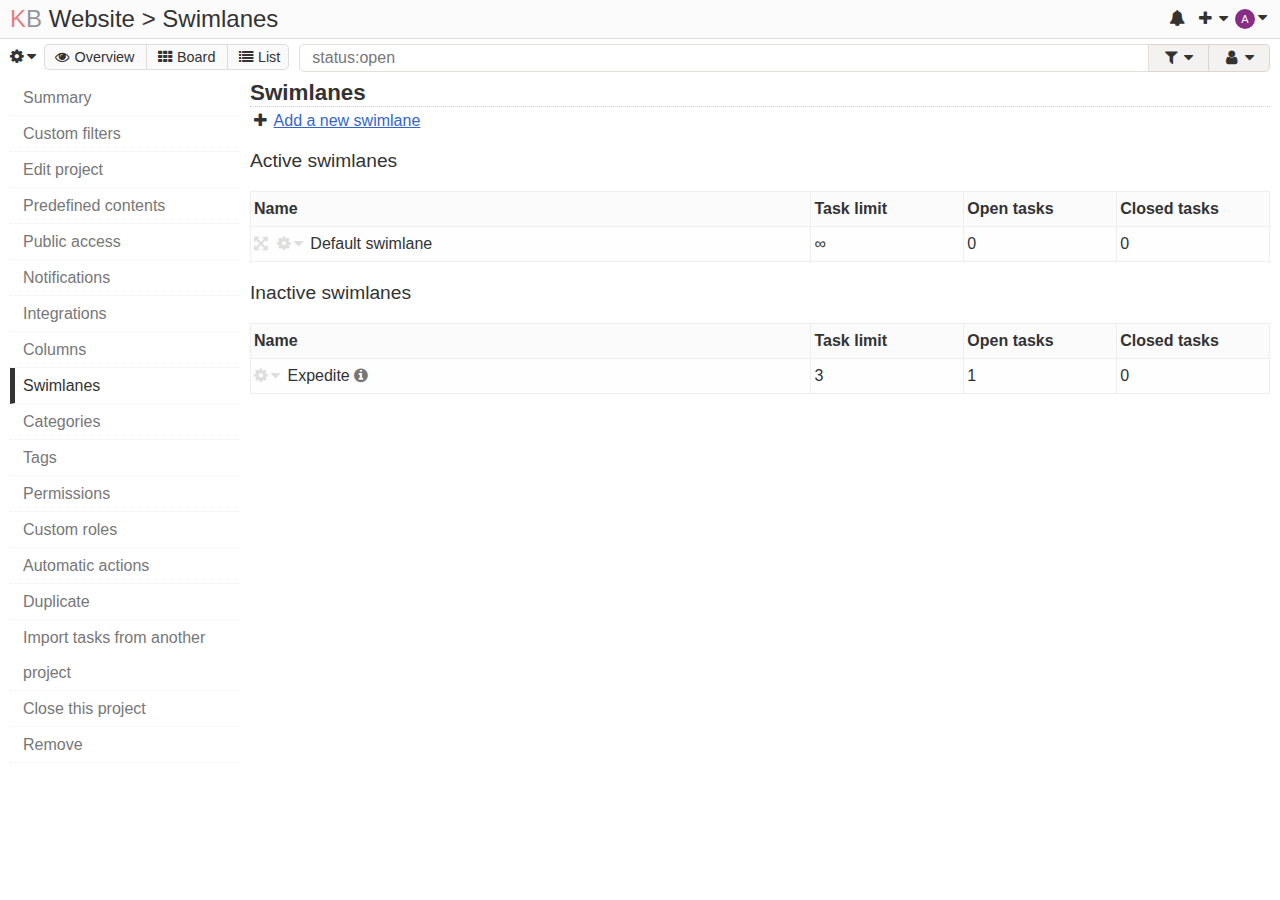 KB Website > Swimlanes
A
Overview Board List status:open
Summary
Custom filters
Edit project
Predefined contents
Public access
Notifications
Integrations
Columns
Swimlanes
Categories
Tags
Permissions
Custom roles
Automatic actions
Duplicate
Import tasks from another
project
Close this project
Remove
Swimlanes
Add a new swimlane
Active swimlanes
Name Task limit Open tasks Closed tasks
Default swimlane ∞ 0 0
Inactive swimlanes
Name Task limit Open tasks Closed tasks
Expedite 3 1 0